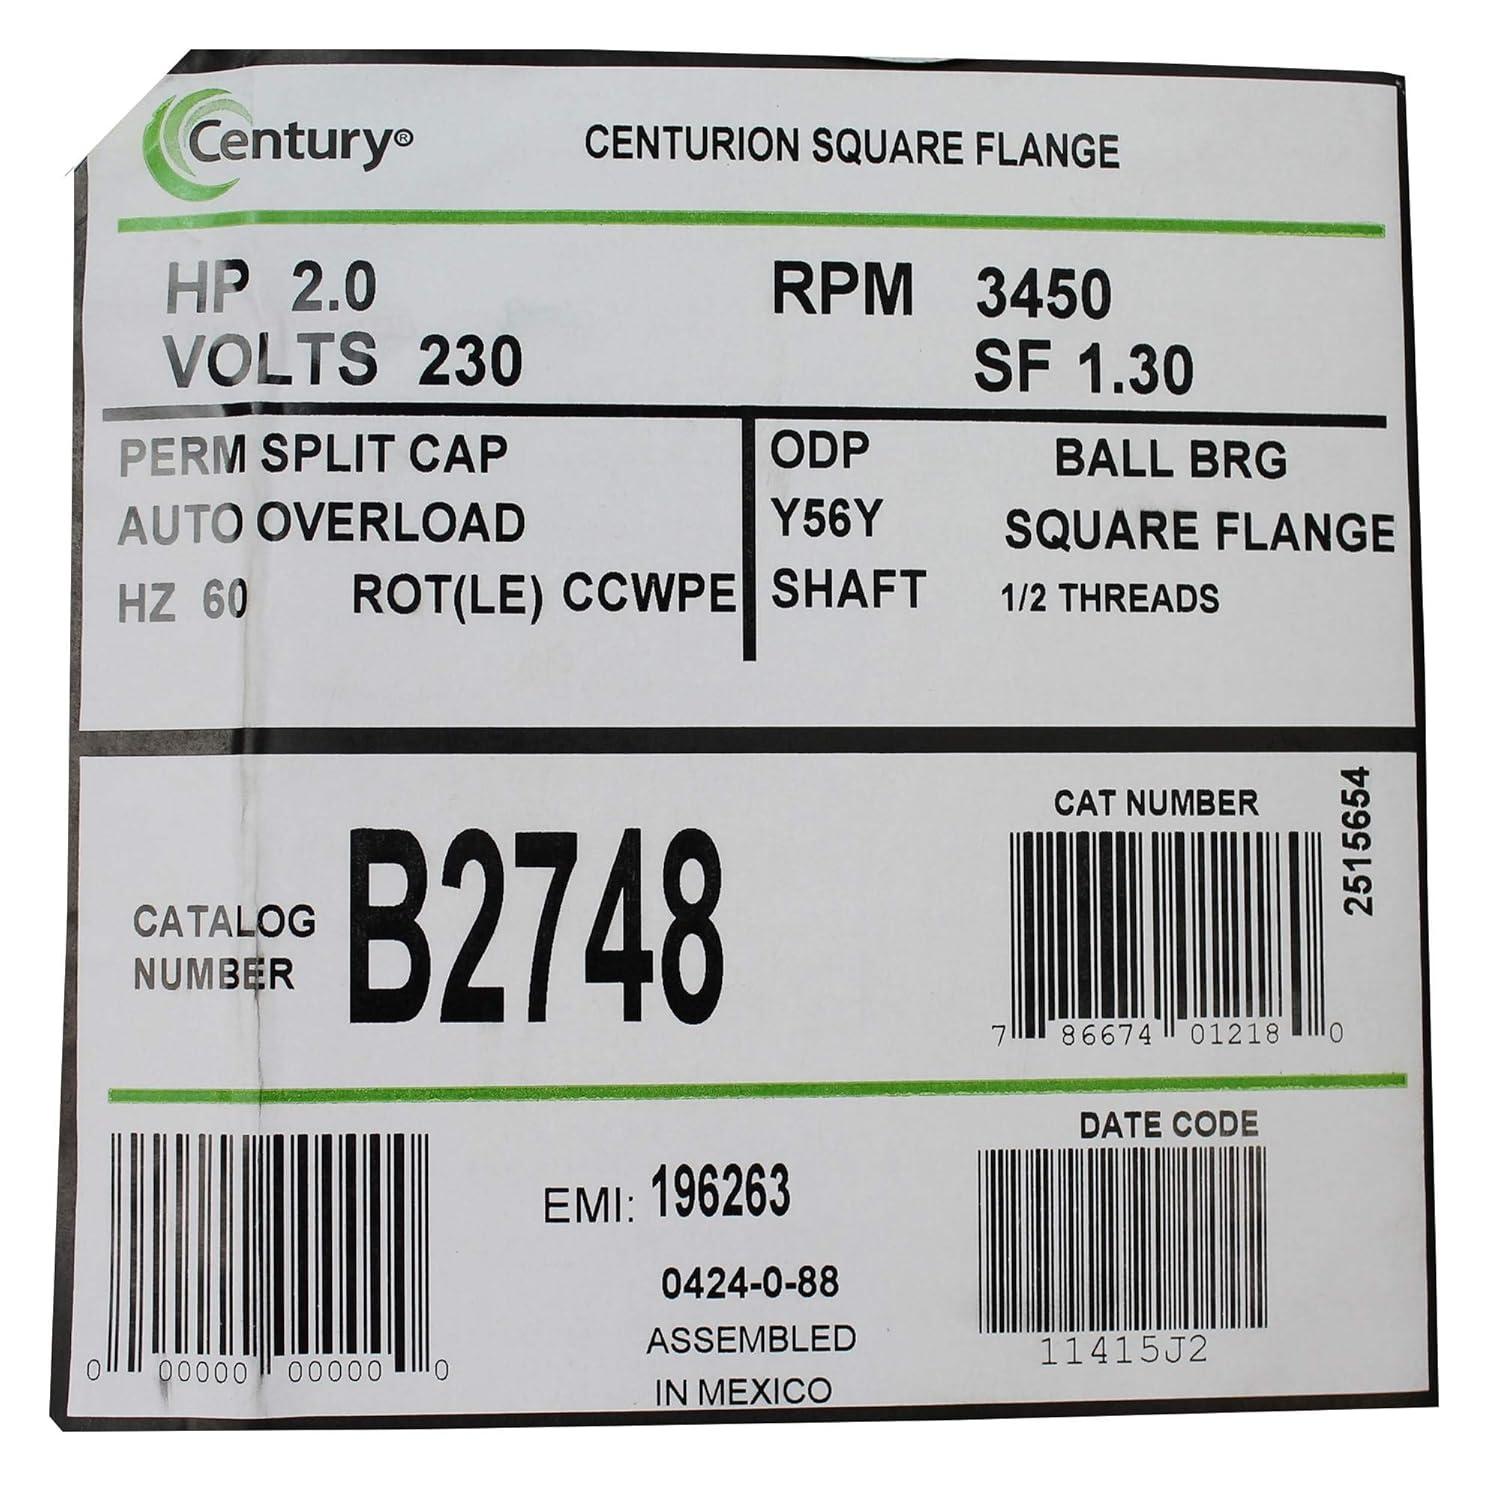 Century®
CENTURION SQUARE FLANGE
HP 2.0
RPM 3450
VOLTS 230
SF 1.30
PERM SPLIT CAP
AUTO OVERLOAD
HZ 60 ROT(LE) CCWPE
ODP BALL BRG
Y56Y SQUARE FLANGE
SHAFT 1/2 THREADS
CATALOG
NUMBER
B2748
CAT NUMBER
7 86674 01218 0
2515654
0 00000 00000 0
EMI: 196263
0424-0-88
ASSEMBLED
IN MEXICO
DATE CODE
11415J2